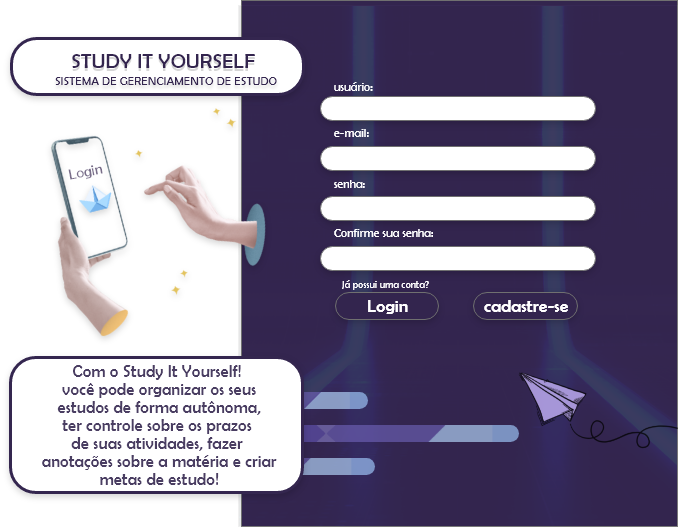 STUDY IT YOURSELF
SISTEMA DE GERENCIAMENTO DE ESTUDO
Login
usuário:
e-mail:
senha:
Confirme sua senha:
Já possui uma conta?
Login
cadastre-se
Com o Study It Yourself!
você pode organizar os seus
estudos de forma autônoma,
ter controle sobre os prazos
de suas atividades, fazer
anotações sobre a matéria e criar
metas de estudo!